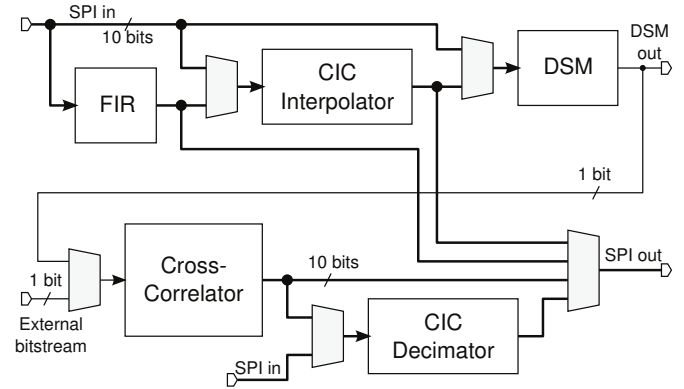 SPI in
10 bits
DSM
out
FIR
CIC
Interpolator
DSM
1 bit
Cross-
Correlator
10 bits
SPI out
1 bit
External
bitstream
SPI in
CIC
Decimator